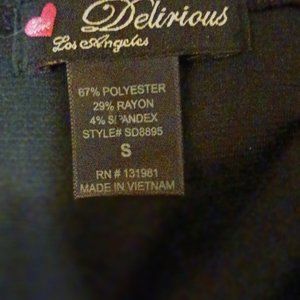 Delirious
Los Angeles
67% POLYESTER
29% RAYON
4% SPANDEX
STYLE# SD8895
S
RN # 131981
MADE IN VIETNAM